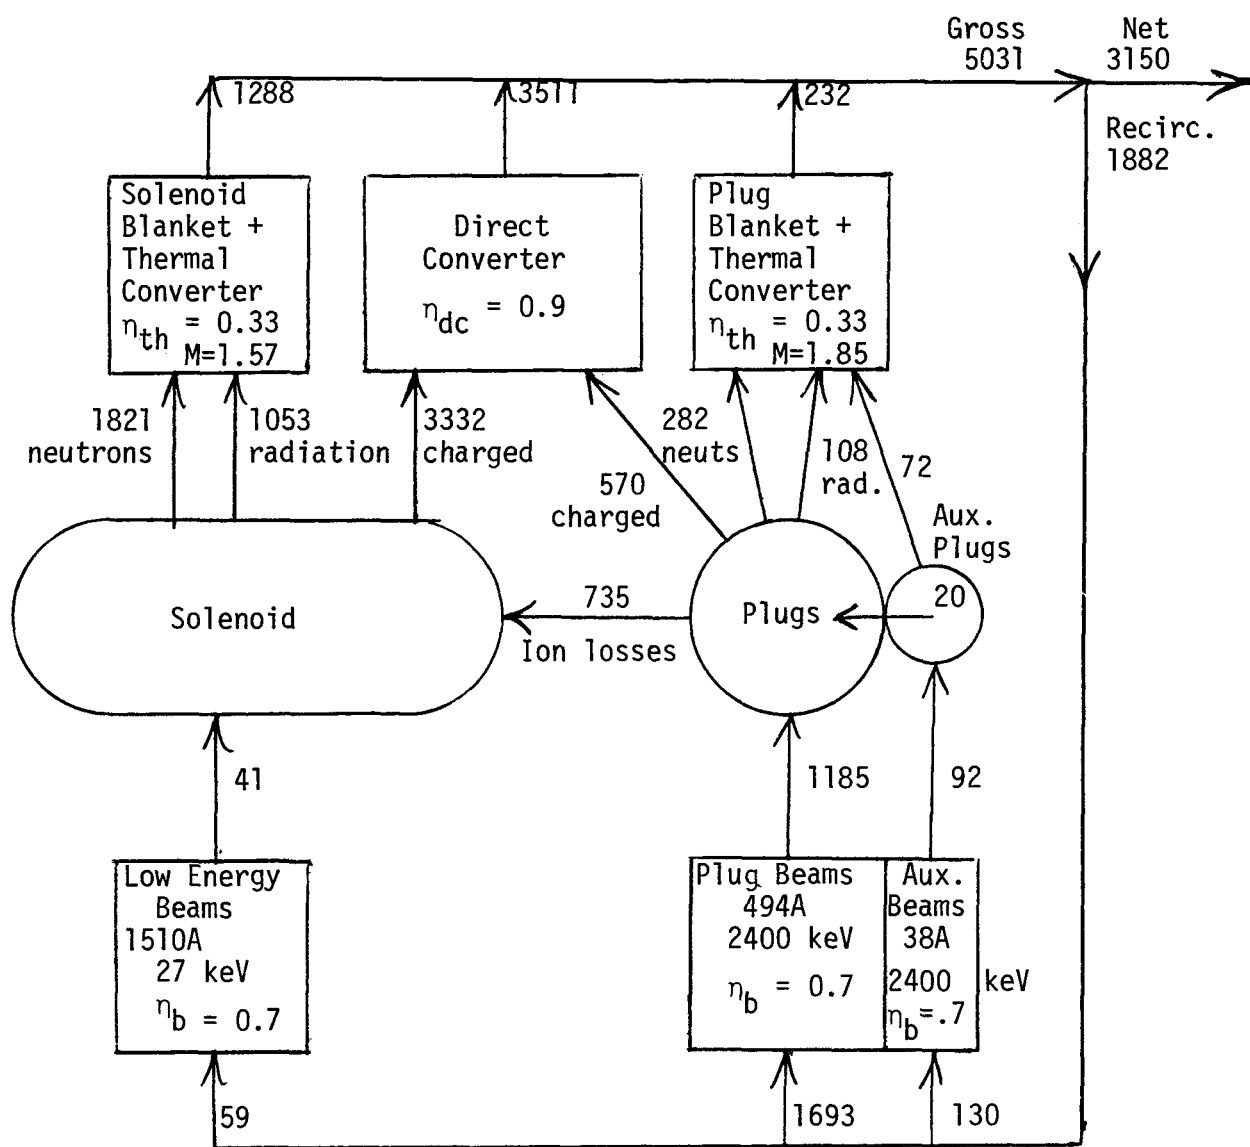 Gross
5031
Net
3150
Recirc.
1882
1288
3511
232
Solenoid
Blanket +
Thermal
Converter
ηth = 0.33
M=1.57
Direct
Converter
ηdc = 0.9
Plug
Blanket +
Thermal
Converter
ηth = 0.33
M=1.85
1821
neutrons
1053
radiation
3332
charged
570
charged
282
neuts
108
rad.
72
Aux.
Plugs
20
Solenoid
735
Ion losses
Plugs
41
1185
92
Low Energy
Beams
1510A
27 keV
ηb = 0.7
Plug Beams
494A
2400 keV
ηb = 0.7
Aux.
Beams
38A
2400 keV
ηb=.7
59
1693
130